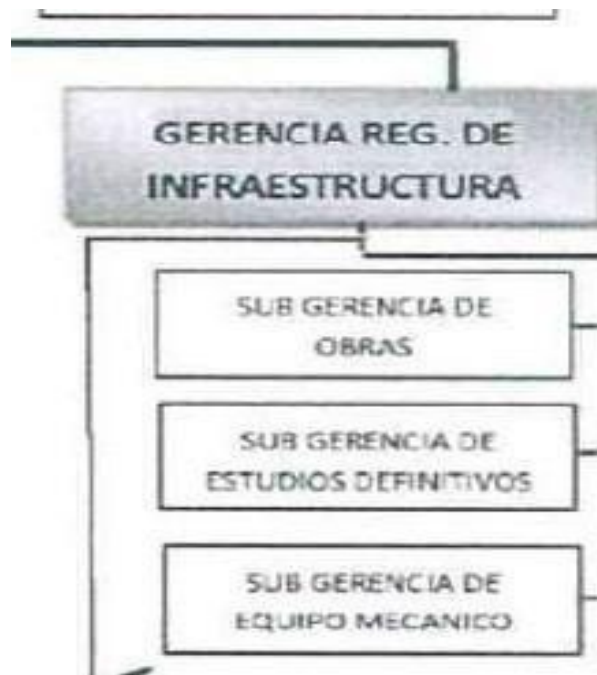 GERENCIA REG. DE
INFRAESTRUCTURA
SUB GERENCIA DE
OBRAS
SUB GERENCIA DE
ESTUDIOS DEFINITIVOS
SUB GERENCIA DE
EQUIPO MECANICO